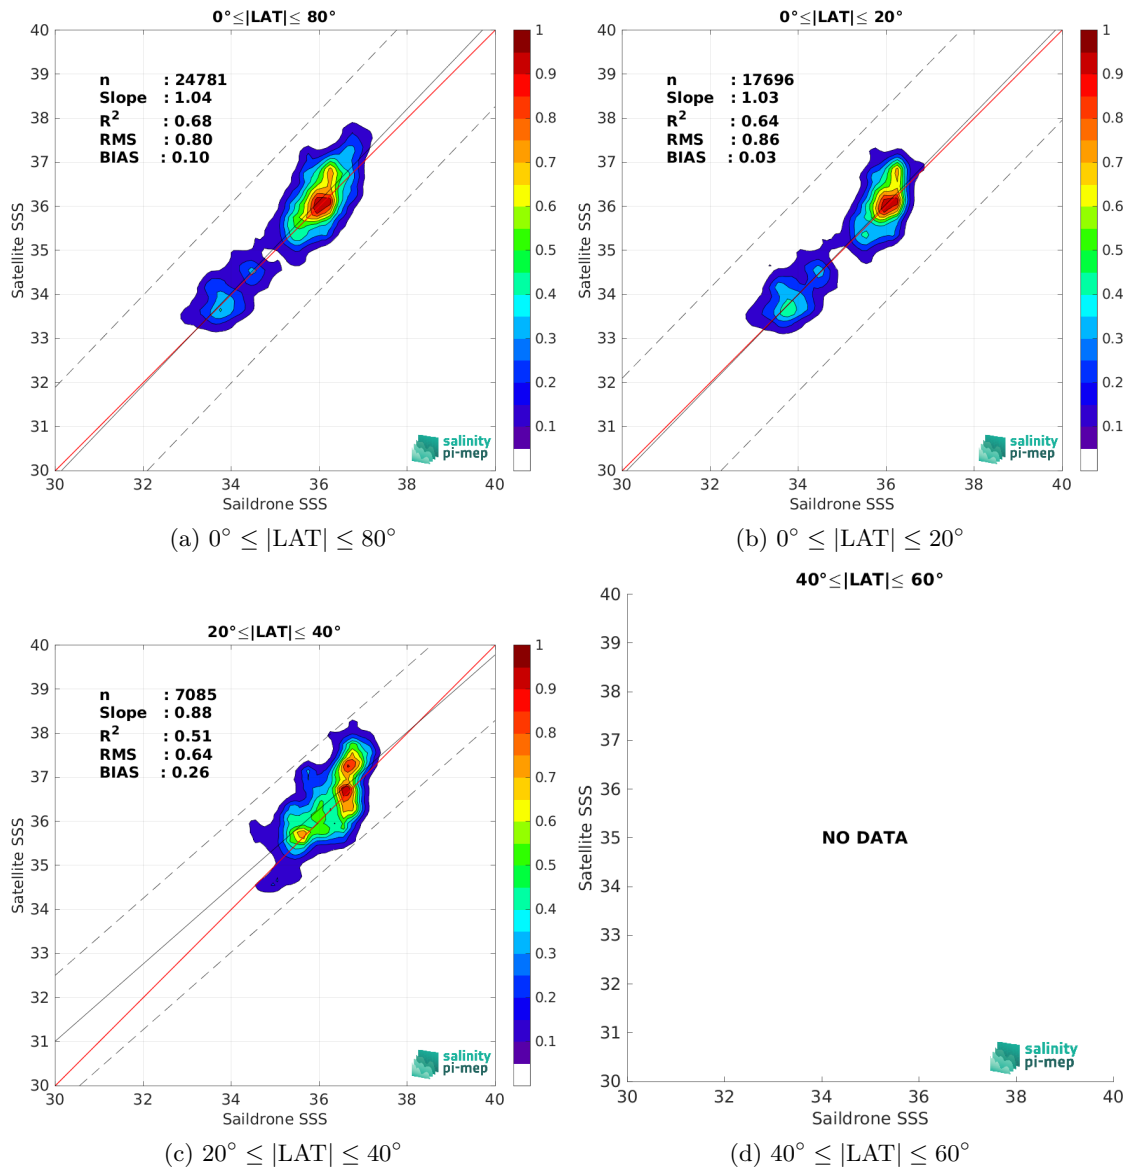 0°≤|LAT|≤ 80°
40
39
38
37
36
35
34
33
32
31
30
Satellite SSS
n : 24781
Slope : 1.04
R² : 0.68
RMS : 0.80
BIAS : 0.10
salinity
pi-mep
30 32 34 36 38 40
Saildrone SSS
1
0.9
0.8
0.7
0.6
0.5
0.4
0.3
0.2
0.1
(a) 0° ≤ |LAT| ≤ 80°
0°≤|LAT|≤ 20°
40
39
38
37
36
35
34
33
32
31
30
Satellite SSS
n : 17696
Slope : 1.03
R² : 0.64
RMS : 0.86
BIAS : 0.03
salinity
pi-mep
30 32 34 36 38 40
Saildrone SSS
1
0.9
0.8
0.7
0.6
0.5
0.4
0.3
0.2
0.1
(b) 0° ≤ |LAT| ≤ 20°
20°≤|LAT|≤ 40°
40
39
38
37
36
35
34
33
32
31
30
Satellite SSS
n : 7085
Slope : 0.88
R² : 0.51
RMS : 0.64
BIAS : 0.26
salinity
pi-mep
30 32 34 36 38 40
Saildrone SSS
1
0.9
0.8
0.7
0.6
0.5
0.4
0.3
0.2
0.1
(c) 20° ≤ |LAT| ≤ 40°
40°≤|LAT|≤ 60°
40
39
38
37
36
35
34
33
32
31
30
Satellite SSS
NO DATA
salinity
pi-mep
30 32 34 36 38 40
Saildrone SSS
(d) 40° ≤ |LAT| ≤ 60°